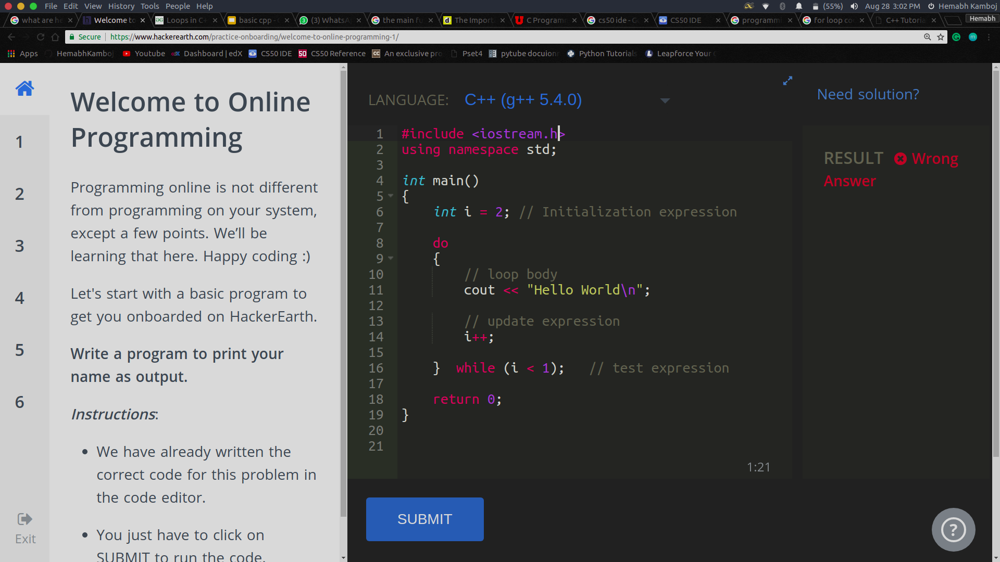 File Edit View History Tools People Help (55%) Aug 28 3:02 PM Hemabh Kamboj
what are he Welcome to Loops in C+ basic cpp - (3) WhatsA the main fu The Import C Programm cs50 ide - G CS50 IDE programmi for loop co C++ Tutoria Hemabh
Secure https://www.hackerearth.com/practice-onboarding/welcome-to-online-programming-1/
Apps HemabhKamboj Youtube Dashboard | edX CS50 IDE CS50 Reference An exclusive pro Pset4 pytube docuion Python Tutorials Leapforce Your
Welcome to Online
Programming
Programming online is not different
from programming on your system,
except a few points. We’ll be
learning that here. Happy coding :)
Let's start with a basic program to
get you onboarded on HackerEarth.
Write a program to print your
name as output.
Instructions:
• We have already written the
correct code for this problem in
the code editor.
• You just have to click on
SUBMIT to run the code.
1
2
3
4
5
6
Exit
LANGUAGE: C++ (g++ 5.4.0)
1 #include <iostream.h>
2 using namespace std;
3
4 int main()
5 {
6 int i = 2; // Initialization expression
7
8 do
9 {
10 // loop body
11 cout << "Hello World\n";
12
13 // update expression
14 i++;
15
16 } while (i < 1); // test expression
17
18 return 0;
19 }
20
21
1:21
SUBMIT
Need solution?
RESULT Wrong
Answer
?